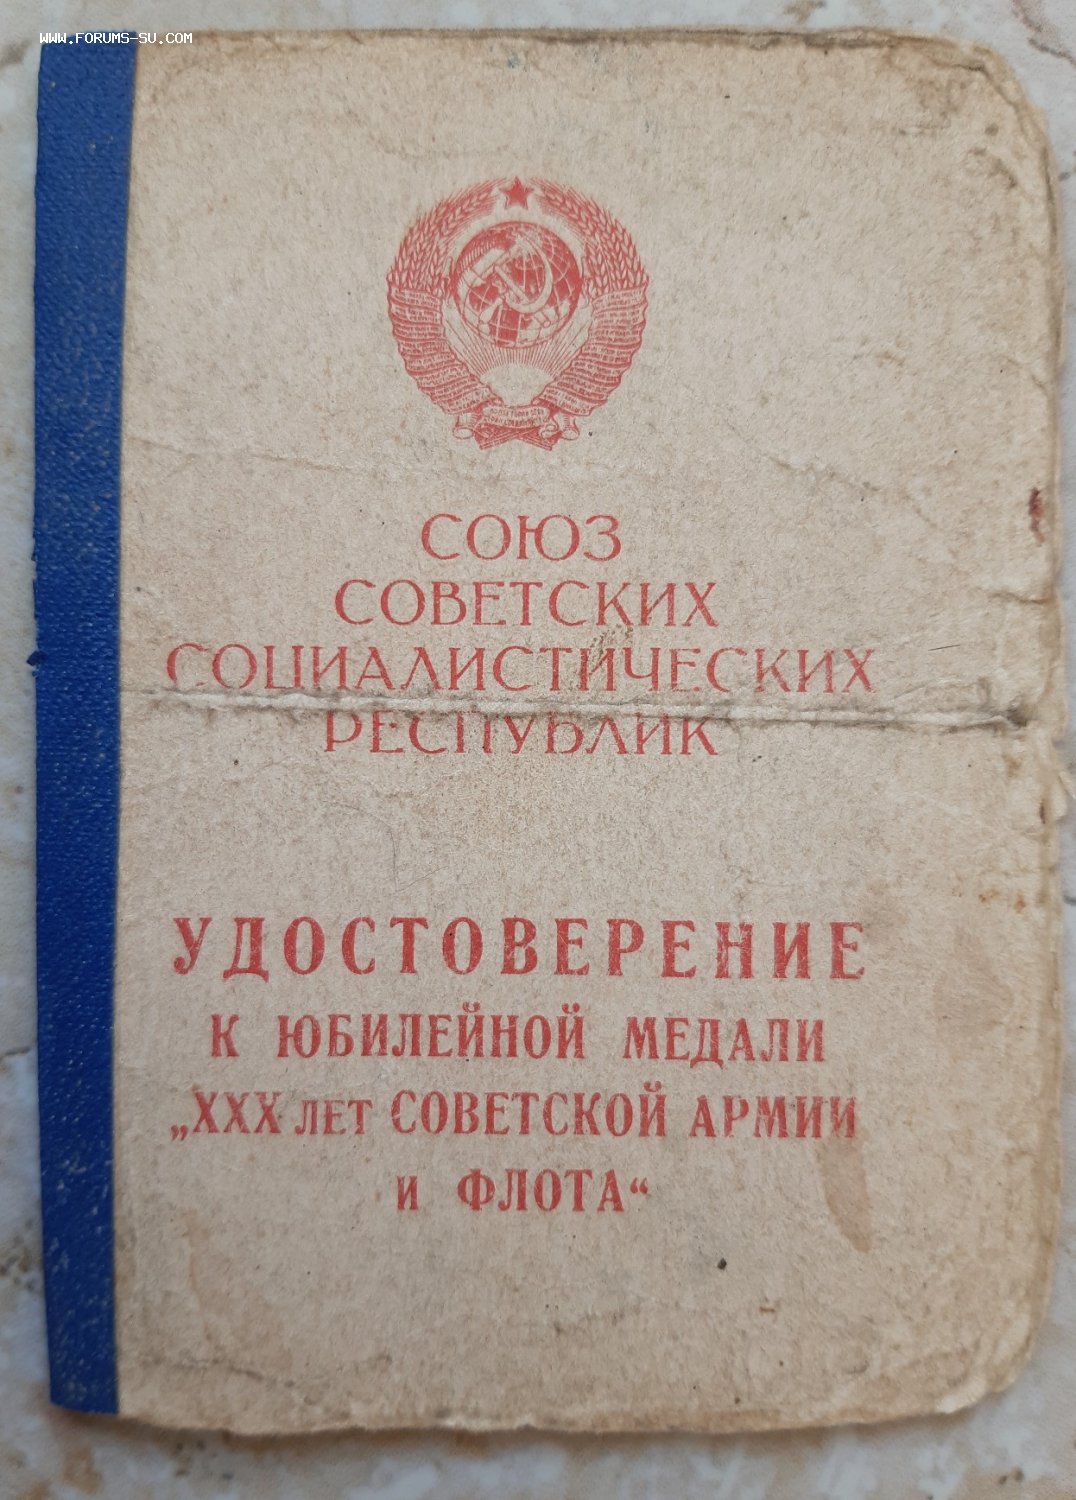 WWW.FORUMS-SU.COM
СОЮЗ
СОВЕТСКИХ
СОЦИАЛИСТИЧЕСКИХ
РЕСПУБЛИК
УДОСТОВЕРЕНИЕ
К ЮБИЛЕЙНОЙ МЕДАЛИ
„XXX ЛЕТ СОВЕТСКОЙ АРМИИ
И ФЛОТА“